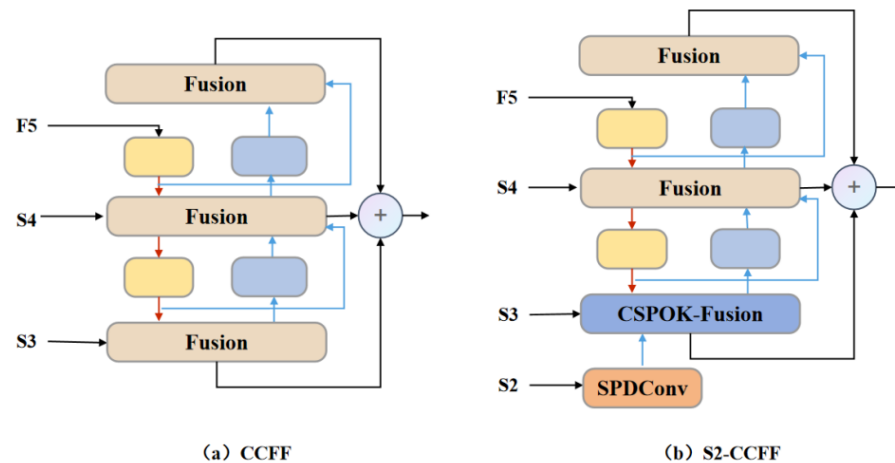 Fusion
F5
S4
Fusion
+
S3
Fusion
(a) CCFF
Fusion
F5
S4
Fusion
+
S3
CSPOK-Fusion
S2
SPDConv
(b) S2-CCFF